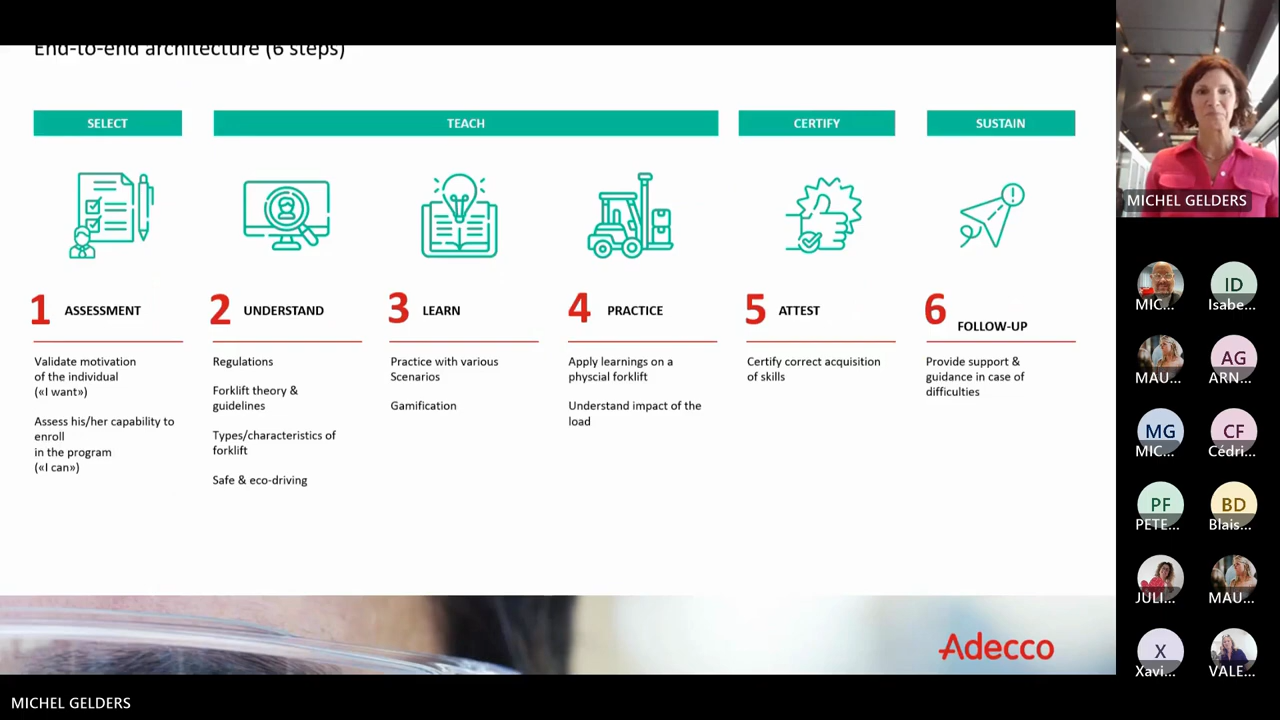 End-to-end architecture (6 steps)
SELECT
TEACH
CERTIFY
SUSTAIN
1 ASSESSMENT
Validate motivation
of the individual
(«I want»)
Assess his/her capability to
enroll
in the program
(«I can»)
2 UNDERSTAND
Regulations
Forklift theory &
guidelines
Types/characteristics of
forklift
Safe & eco-driving
3 LEARN
Practice with various
Scenarios
Gamification
4 PRACTICE
Apply learnings on a
physcial forklift
Understand impact of the
load
5 ATTEST
Certify correct acquisition
of skills
6 FOLLOW-UP
Provide support &
guidance in case of
difficulties
Adecco
MICHEL GELDERS
MICHEL GELDERS
MIC...
ID
Isabe...
MAU...
AG
ARN...
MG
MIC...
CF
Cédri...
PF
PETE...
BD
Blais...
JULI...
MAU...
X
Xavi...
VALE...